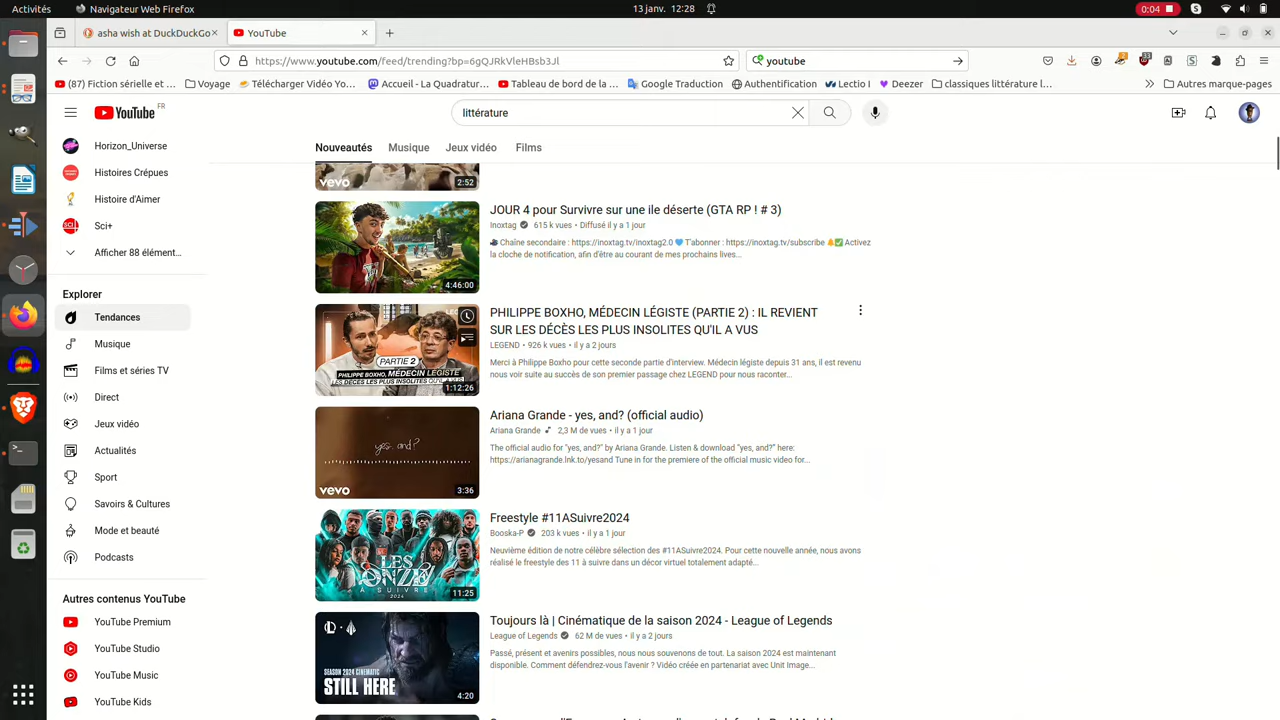 Activités
Navigateur Web Firefox
13 janv. 12:28
0:04
asha wish at DuckDuckGo
YouTube
https://www.youtube.com/feed/trending?bp=6gQJRkVleHBsb3Jl
youtube
(87) Fiction sérielle et …
Voyage
Télécharger Vidéo Yo…
Accueil - La Quadratur…
Tableau de bord de la …
Google Traduction
Authentification
Lectio I
Deezer
classiques littérature l…
Autres marque-pages
YouTube FR
littérature
Horizon_Universe
Histoires Crépues
Histoire d'Aimer
Sci+
Afficher 88 élément…
Explorer
Tendances
Musique
Films et séries TV
Direct
Jeux vidéo
Actualités
Sport
Savoirs & Cultures
Mode et beauté
Podcasts
Autres contenus YouTube
YouTube Premium
YouTube Studio
YouTube Music
YouTube Kids
Nouveautés
Musique
Jeux vidéo
Films
vevo
2:52
JOUR 4 pour Survivre sur une ile déserte (GTA RP ! # 3)
Inoxtag 615 k vues • Diffusé il y a 1 jour
Chaîne secondaire : https://inoxtag.tv/inoxtag2.0 T'abonner : https://inoxtag.tv/subscribe Activez
la cloche de notification, afin d'être au courant de mes prochains lives...
4:46:00
PHILIPPE BOXHO, MÉDECIN LÉGISTE (PARTIE 2) : IL REVIENT
SUR LES DÉCÈS LES PLUS INSOLITES QU'IL A VUS
LEGEND • 926 k vues • il y a 2 jours
Merci à Philippe Boxho pour cette seconde partie d'interview. Médecin légiste depuis 31 ans, il est revenu
nous voir suite au succès de son premier passage chez LEGEND pour nous raconter...
PARTIE 2
PHILIPPE BOXHO, MÉDECIN LÉGISTE
LES DÉCÈS LES PLUS INSOLITES QU'IL A VUS
1:12:26
Ariana Grande - yes, and? (official audio)
Ariana Grande 2,3 M de vues • il y a 1 jour
The official audio for "yes, and?" by Ariana Grande. Listen & download "yes, and?" here:
https://arianagrande.lnk.to/yesand Tune in for the premiere of the official music video for...
yes, and?
vevo
3:36
Freestyle #11ASuivre2024
Booska-P 203 k vues • il y a 1 jour
Neuvième édition de notre célèbre sélection des #11ASuivre2024. Pour cette nouvelle année, nous avons
réalisé le freestyle des 11 à suivre dans un décor virtuel totalement adapté...
LES
ONZE
À SUIVRE
2024
11:25
Toujours là | Cinématique de la saison 2024 - League of Legends
League of Legends 62 M de vues • il y a 2 jours
Passé, présent et avenirs possibles, nous nous souvenons de tout. La saison 2024 est maintenant
disponible. Comment défendrez-vous l'avenir ? Vidéo créée en partenariat avec Unit Image...
SEASON 2024 CINEMATIC
STILL HERE
4:20